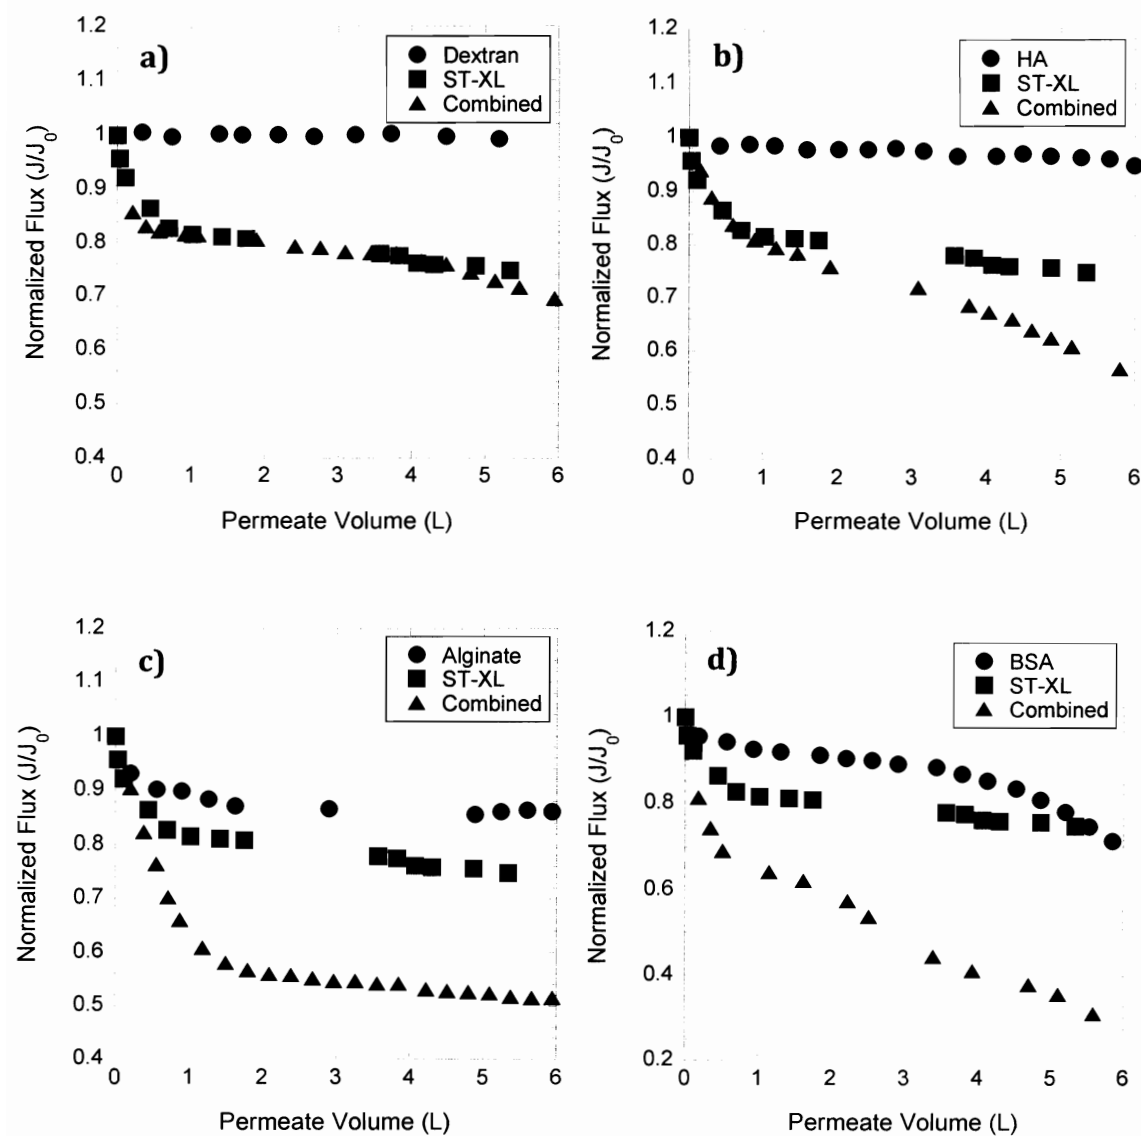 a)
Dextran
ST-XL
Combined
1.2
1.1
1
0.9
0.8
0.7
0.6
0.5
0.4
Normalized Flux (J/J0)
0 1 2 3 4 5 6
Permeate Volume (L)
b)
HA
ST-XL
Combined
1.2
1.1
1
0.9
0.8
0.7
0.6
0.5
0.4
Normalized Flux (J/J0)
0 1 2 3 4 5 6
Permeate Volume (L)
c)
Alginate
ST-XL
Combined
1.2
1.1
1
0.9
0.8
0.7
0.6
0.5
0.4
Normalized Flux (J/J0)
0 1 2 3 4 5 6
Permeate Volume (L)
d)
BSA
ST-XL
Combined
1.2
1
0.8
0.6
0.4
0.2
Normalized Flux (J/J0)
0 1 2 3 4 5 6
Permeate Volume (L)